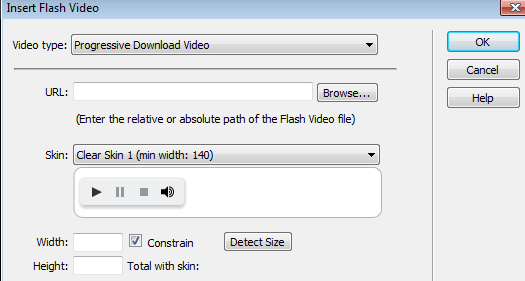 Insert Flash Video
Video type: Progressive Download Video
OK
Cancel
Help
URL: Browse...
(Enter the relative or absolute path of the Flash Video file)
Skin: Clear Skin 1 (min width: 140)
Width: Constrain Detect Size
Height: Total with skin: